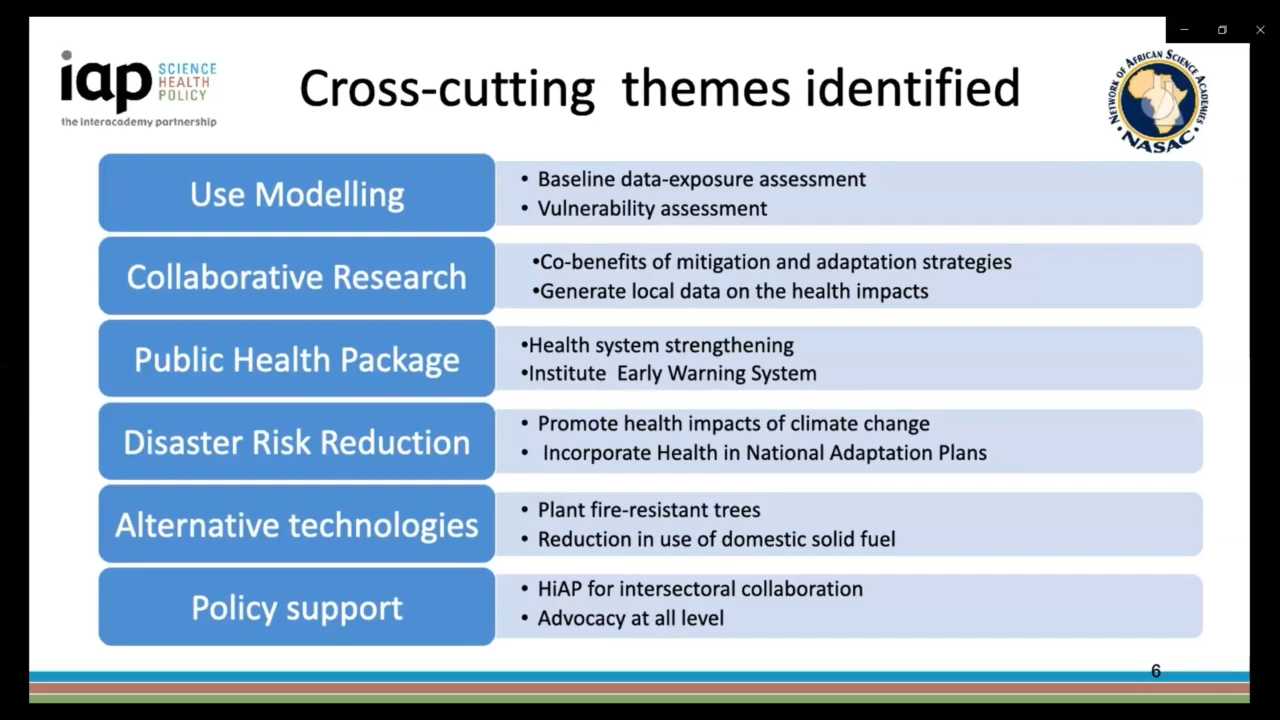 iap SCIENCE
HEALTH
POLICY
the interacademy partnership
Cross-cutting themes identified
NETWORK OF AFRICAN SCIENCE ACADEMIES
• NASAC •
Use Modelling
• Baseline data-exposure assessment
• Vulnerability assessment
Collaborative Research
•Co-benefits of mitigation and adaptation strategies
•Generate local data on the health impacts
Public Health Package
•Health system strengthening
•Institute Early Warning System
Disaster Risk Reduction
• Promote health impacts of climate change
• Incorporate Health in National Adaptation Plans
Alternative technologies
• Plant fire-resistant trees
• Reduction in use of domestic solid fuel
Policy support
• HiAP for intersectoral collaboration
• Advocacy at all level
6